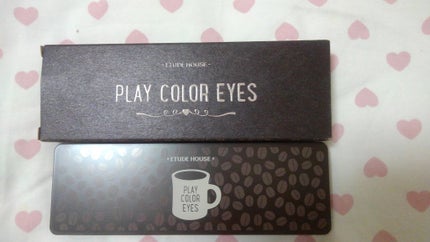 · ETUDE HOUSE ·
PLAY COLOR EYES
• ETUDE HOUSE •
PLAY
COLOR
EYES